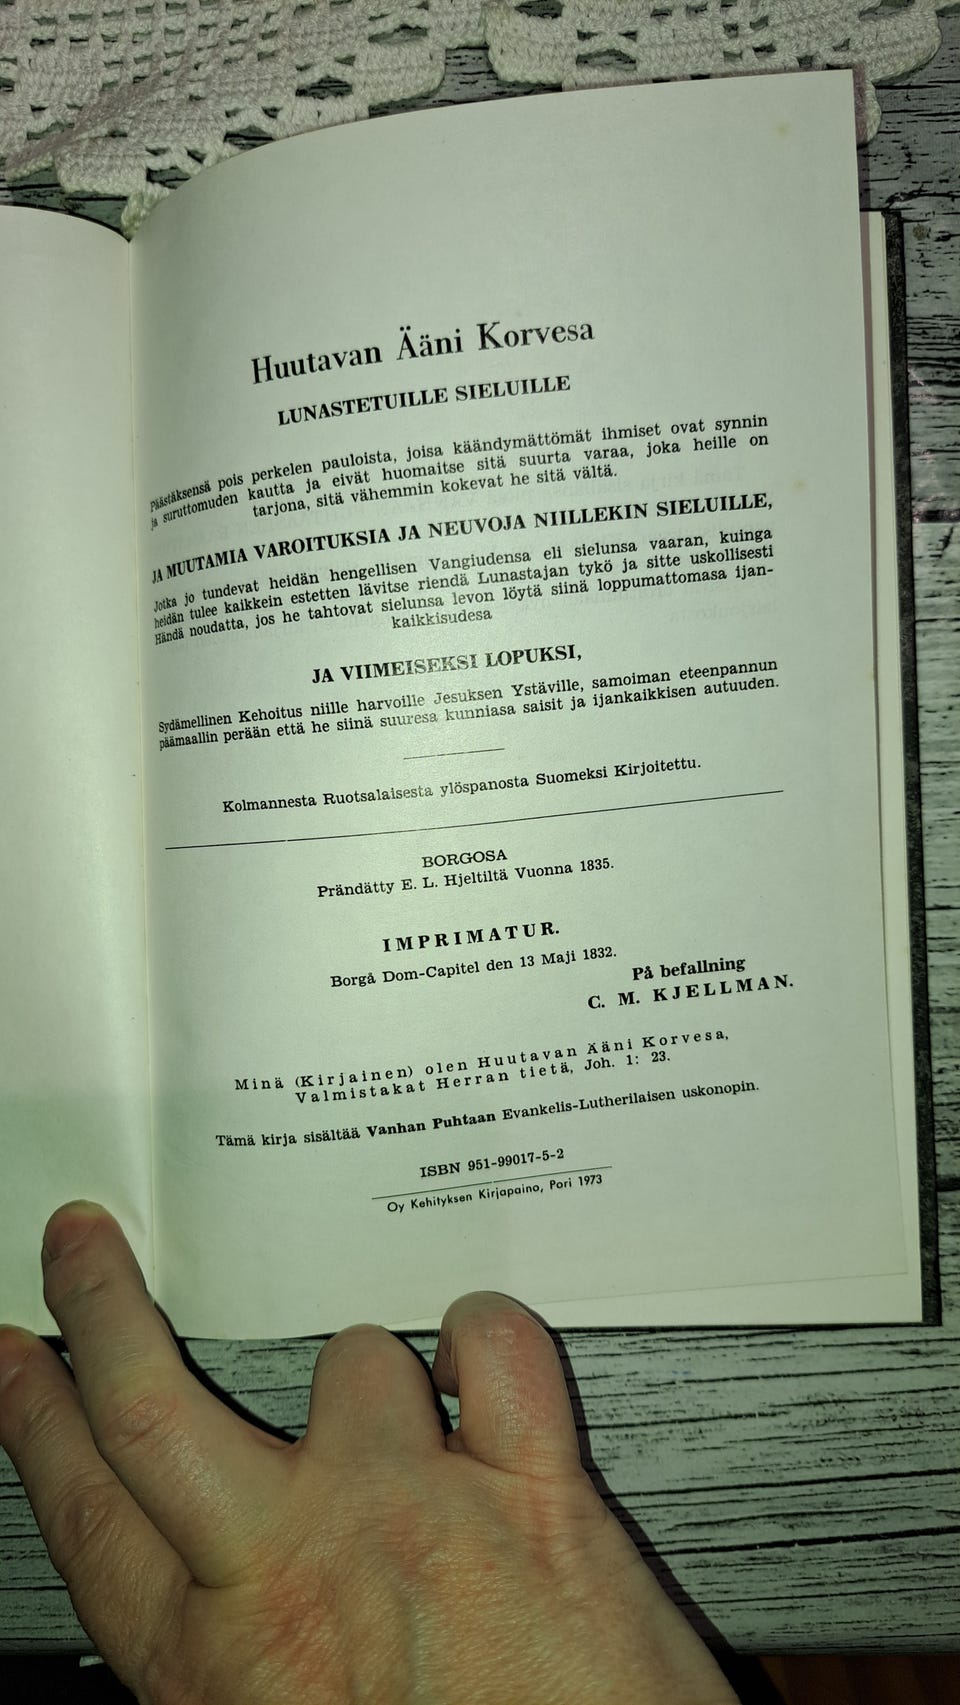 Huutavan Ääni Korvesa
LUNASTETUILLE SIELUILLE
Päästäksensä pois perkelen pauloista, joisa käändymättömät ihmiset ovat synnin
ja suruttomuden kautta ja eivät huomaitse sitä suurta varaa, joka heille on
tarjona, sitä vähemmin kokevat he sitä vältä.
JA MUUTAMIA VAROITUKSIA JA NEUVOJA NIILLEKIN SIELUILLE,
Jotka jo tundevat heidän hengellisen Vangiudensa eli sielunsa vaaran, kuinga
heidän tulee kaikkein estetten lävitse riendä Lunastajan tykö ja sitte uskollisesti
Händä noudatta, jos he tahtovat sielunsa levon löytä siinä loppumattomasa ijan-
kaikkisudesa
JA VIIMEISEKSI LOPUKSI,
Sydämellinen Kehoitus niille harvoille Jesuksen Ystäville, samoiman eteenpannun
päämaallin perään että he siinä suuresa kunniasa saisit ja ijankaikkisen autuuden.
Kolmannesta Ruotsalaisesta ylöspanosta Suomeksi Kirjoitettu.
BORGOSA
Prändätty E. L. Hjeltiltä Vuonna 1835.
IMPRIMATUR.
Borgå Dom-Capitel den 13 Maji 1832.
På befallning
C. M. KJELLMAN.
Minä (Kirjainen) olen Huutavan Ääni Korvesa,
Valmistakat Herran tietä, Joh. 1: 23.
Tämä kirja sisältää Vanhan Puhtaan Evankelis-Lutherilaisen uskonopin.
ISBN 951-99017-5-2
Oy Kehityksen Kirjapaino, Pori 1973